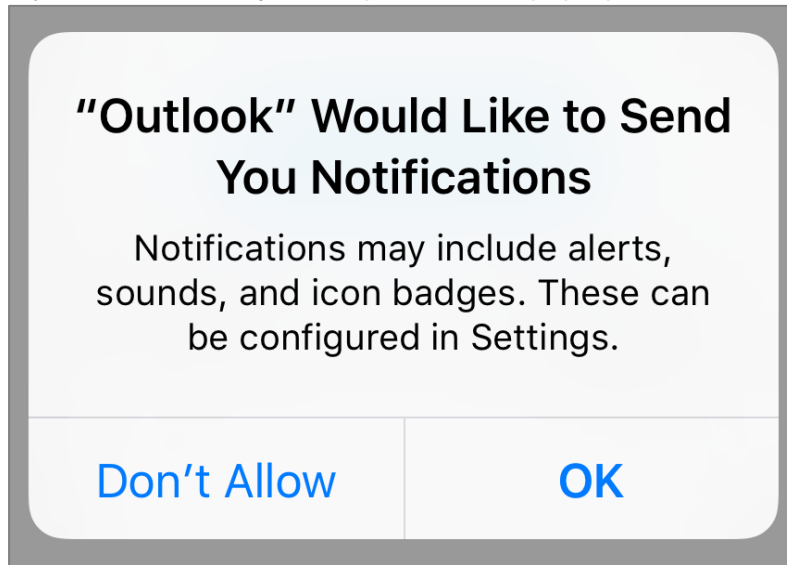 “Outlook” Would Like to Send
You Notifications
Notifications may include alerts,
sounds, and icon badges. These can
be configured in Settings.
Don’t Allow
OK